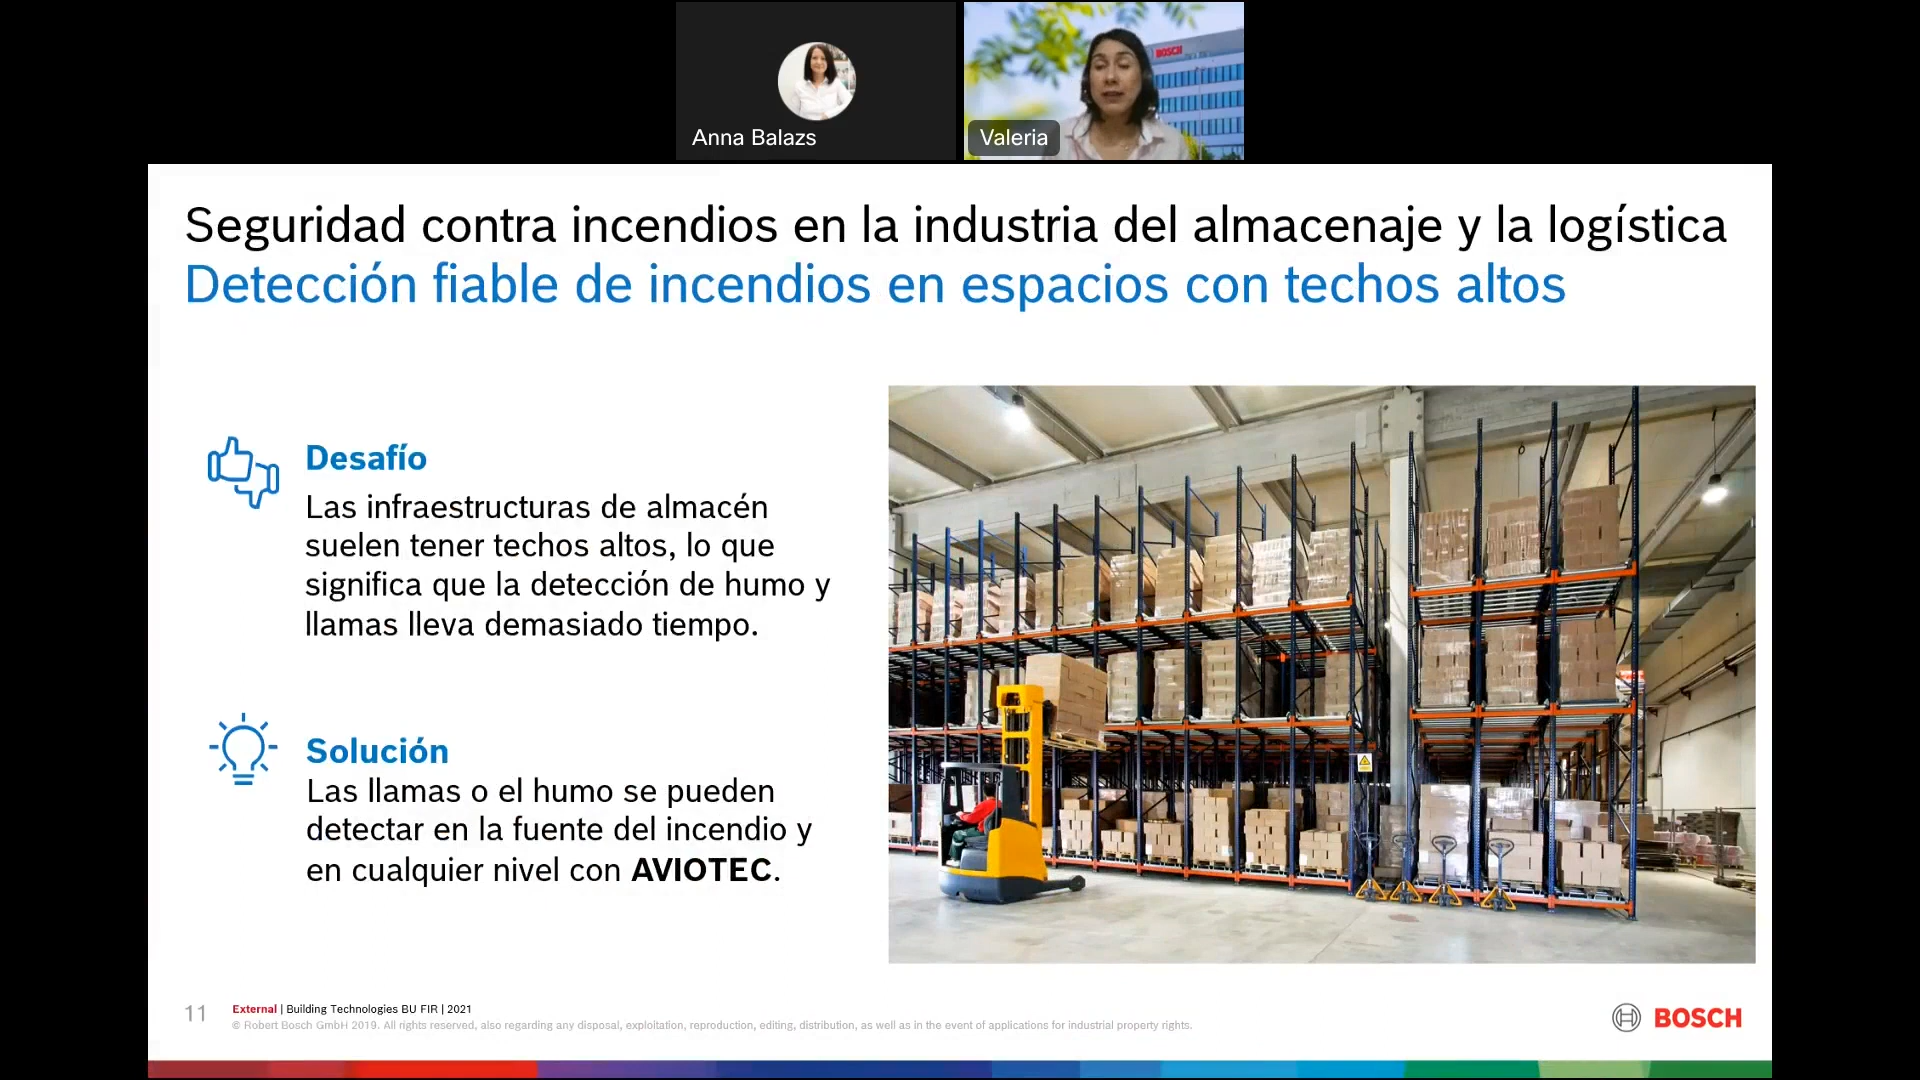 Anna Balazs
BOSCH
Valeria
Seguridad contra incendios en la industria del almacenaje y la logística
Detección fiable de incendios en espacios con techos altos
Desafío
Las infraestructuras de almacén
suelen tener techos altos, lo que
significa que la detección de humo y
llamas lleva demasiado tiempo.
Solución
Las llamas o el humo se pueden
detectar en la fuente del incendio y
en cualquier nivel con AVIOTEC.
11
External | Building Technologies BU FIR | 2021
© Robert Bosch GmbH 2019. All rights reserved, also regarding any disposal, exploitation, reproduction, editing, distribution, as well as in the event of applications for industrial property rights.
BOSCH